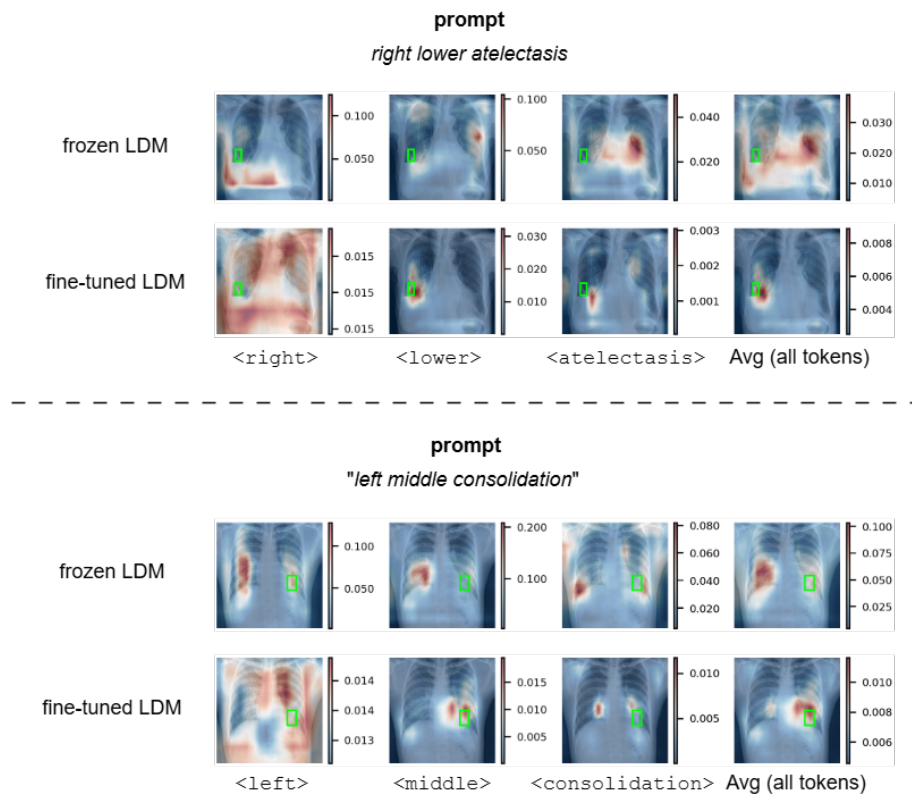 prompt
right lower atelectasis
frozen LDM
0.100
0.050
0.100
0.050
0.040
0.020
0.030
0.020
0.010
fine-tuned LDM
0.015
0.015
0.015
0.030
0.020
0.010
0.003
0.002
0.001
0.008
0.006
0.004
<right>
<lower>
<atelectasis>
Avg (all tokens)
prompt
"left middle consolidation"
frozen LDM
0.100
0.050
0.200
0.100
0.080
0.060
0.040
0.020
0.100
0.075
0.050
0.025
fine-tuned LDM
0.014
0.014
0.013
0.015
0.010
0.005
0.010
0.005
0.010
0.008
0.006
<left>
<middle>
<consolidation>
Avg (all tokens)